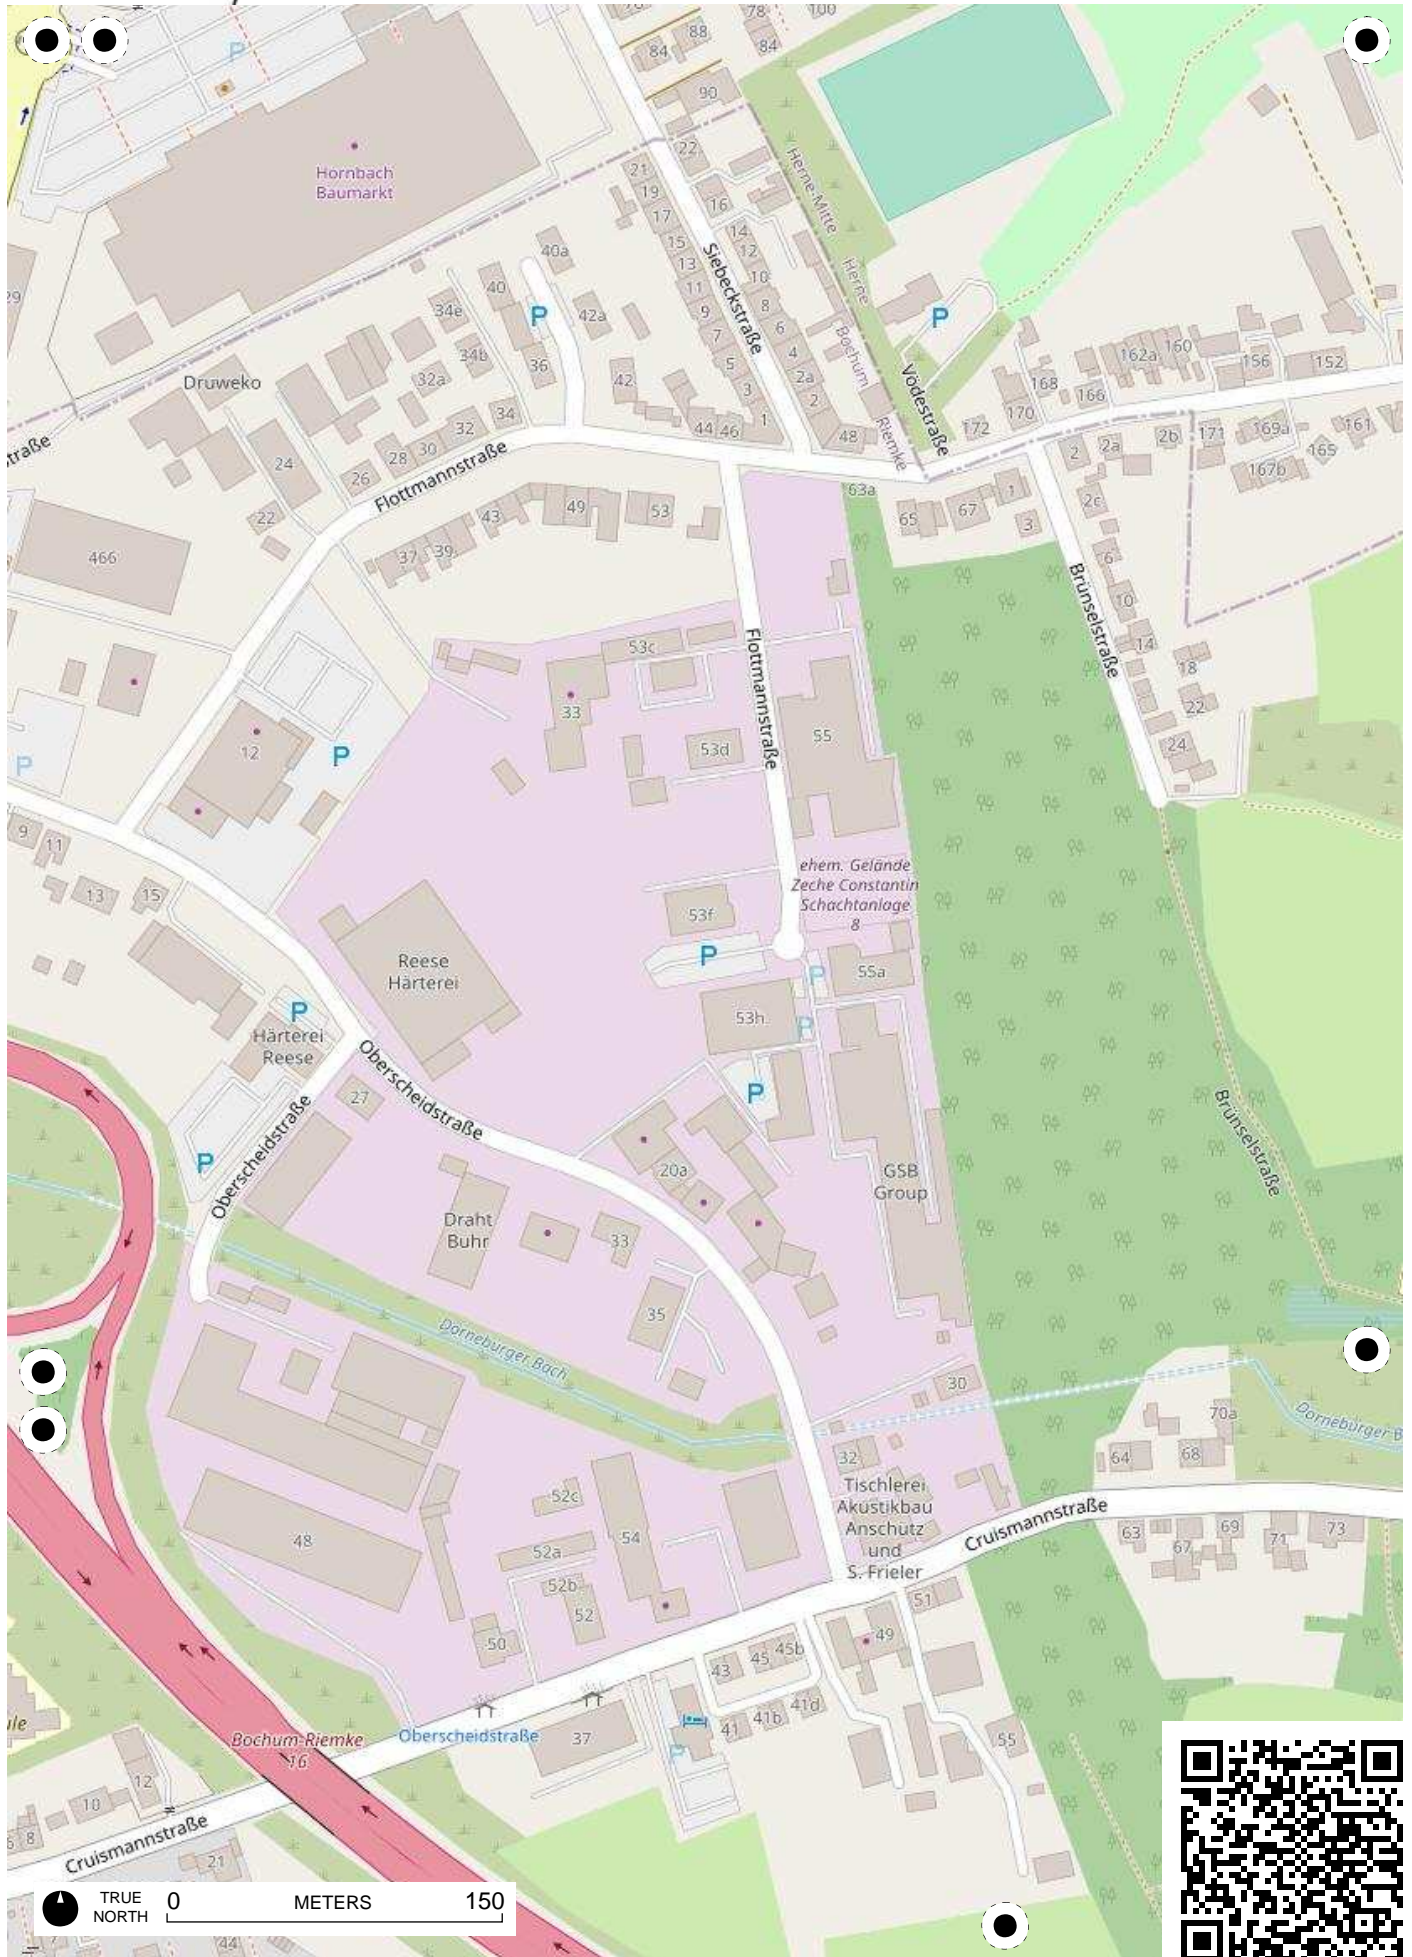 78
100
84
88
84
90
Hornbach
Baumarkt
22
21
19
17
16
15
14
13
12
11
10
9
8
7
6
5
4
3
2a
2
1
Siebeckstraße
Herne-Mitte
Herne
Bochum
Riemke
40a
40
42a
34e
34b
36
32a
42
34
32
30
28
26
24
22
44
46
48
Druweko
Flottmannstraße
43
49
53
37
39
466
Vödestraße
172
170
168
166
162a
160
156
152
2
2a
2b
171
169a
167b
165
161
63a
65
67
1
3
2c
6
10
14
18
22
24
Brünselstraße
53c
33
Flottmannstraße
55
53d
12
9
11
13
15
ehem. Gelände
Zeche Constantin
Schachtanlage
8
53f
55a
53h
Reese
Härterei
Härterei
Reese
Oberscheidstraße
27
Oberscheidstraße
20a
GSB
Group
Draht
Buhr
33
35
Brünselstraße
Dorneburger Bach
30
70a
64
68
Dorneburger B
32
Tischlerei
Akustikbau
Anschutz
und
S. Frieler
Cruismannstraße
63
67
69
71
73
48
52c
52a
52b
52
54
50
51
49
45b
45
43
41d
41b
41
37
55
Oberscheidstraße
Bochum-Riemke
16
12
10
8
Cruismannstraße
21
44
TRUE
NORTH
0 METERS 150